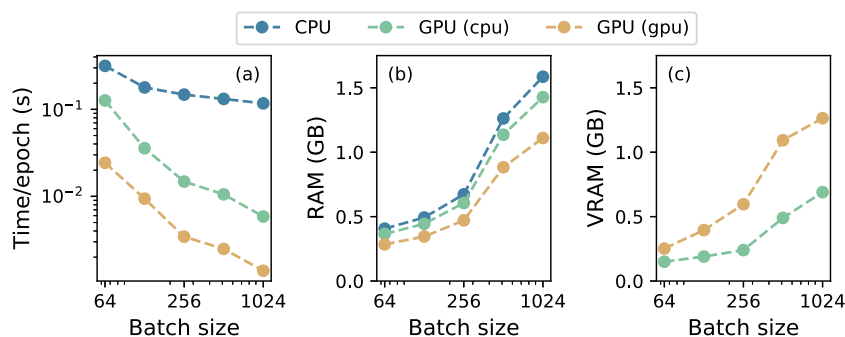 CPU GPU (cpu) GPU (gpu)
(a) (b) (c)
Time/epoch (s)
10⁻¹
10⁻²
64 256 1024
Batch size
RAM (GB)
1.5
1.0
0.5
0.0
64 256 1024
Batch size
VRAM (GB)
1.5
1.0
0.5
0.0
64 256 1024
Batch size